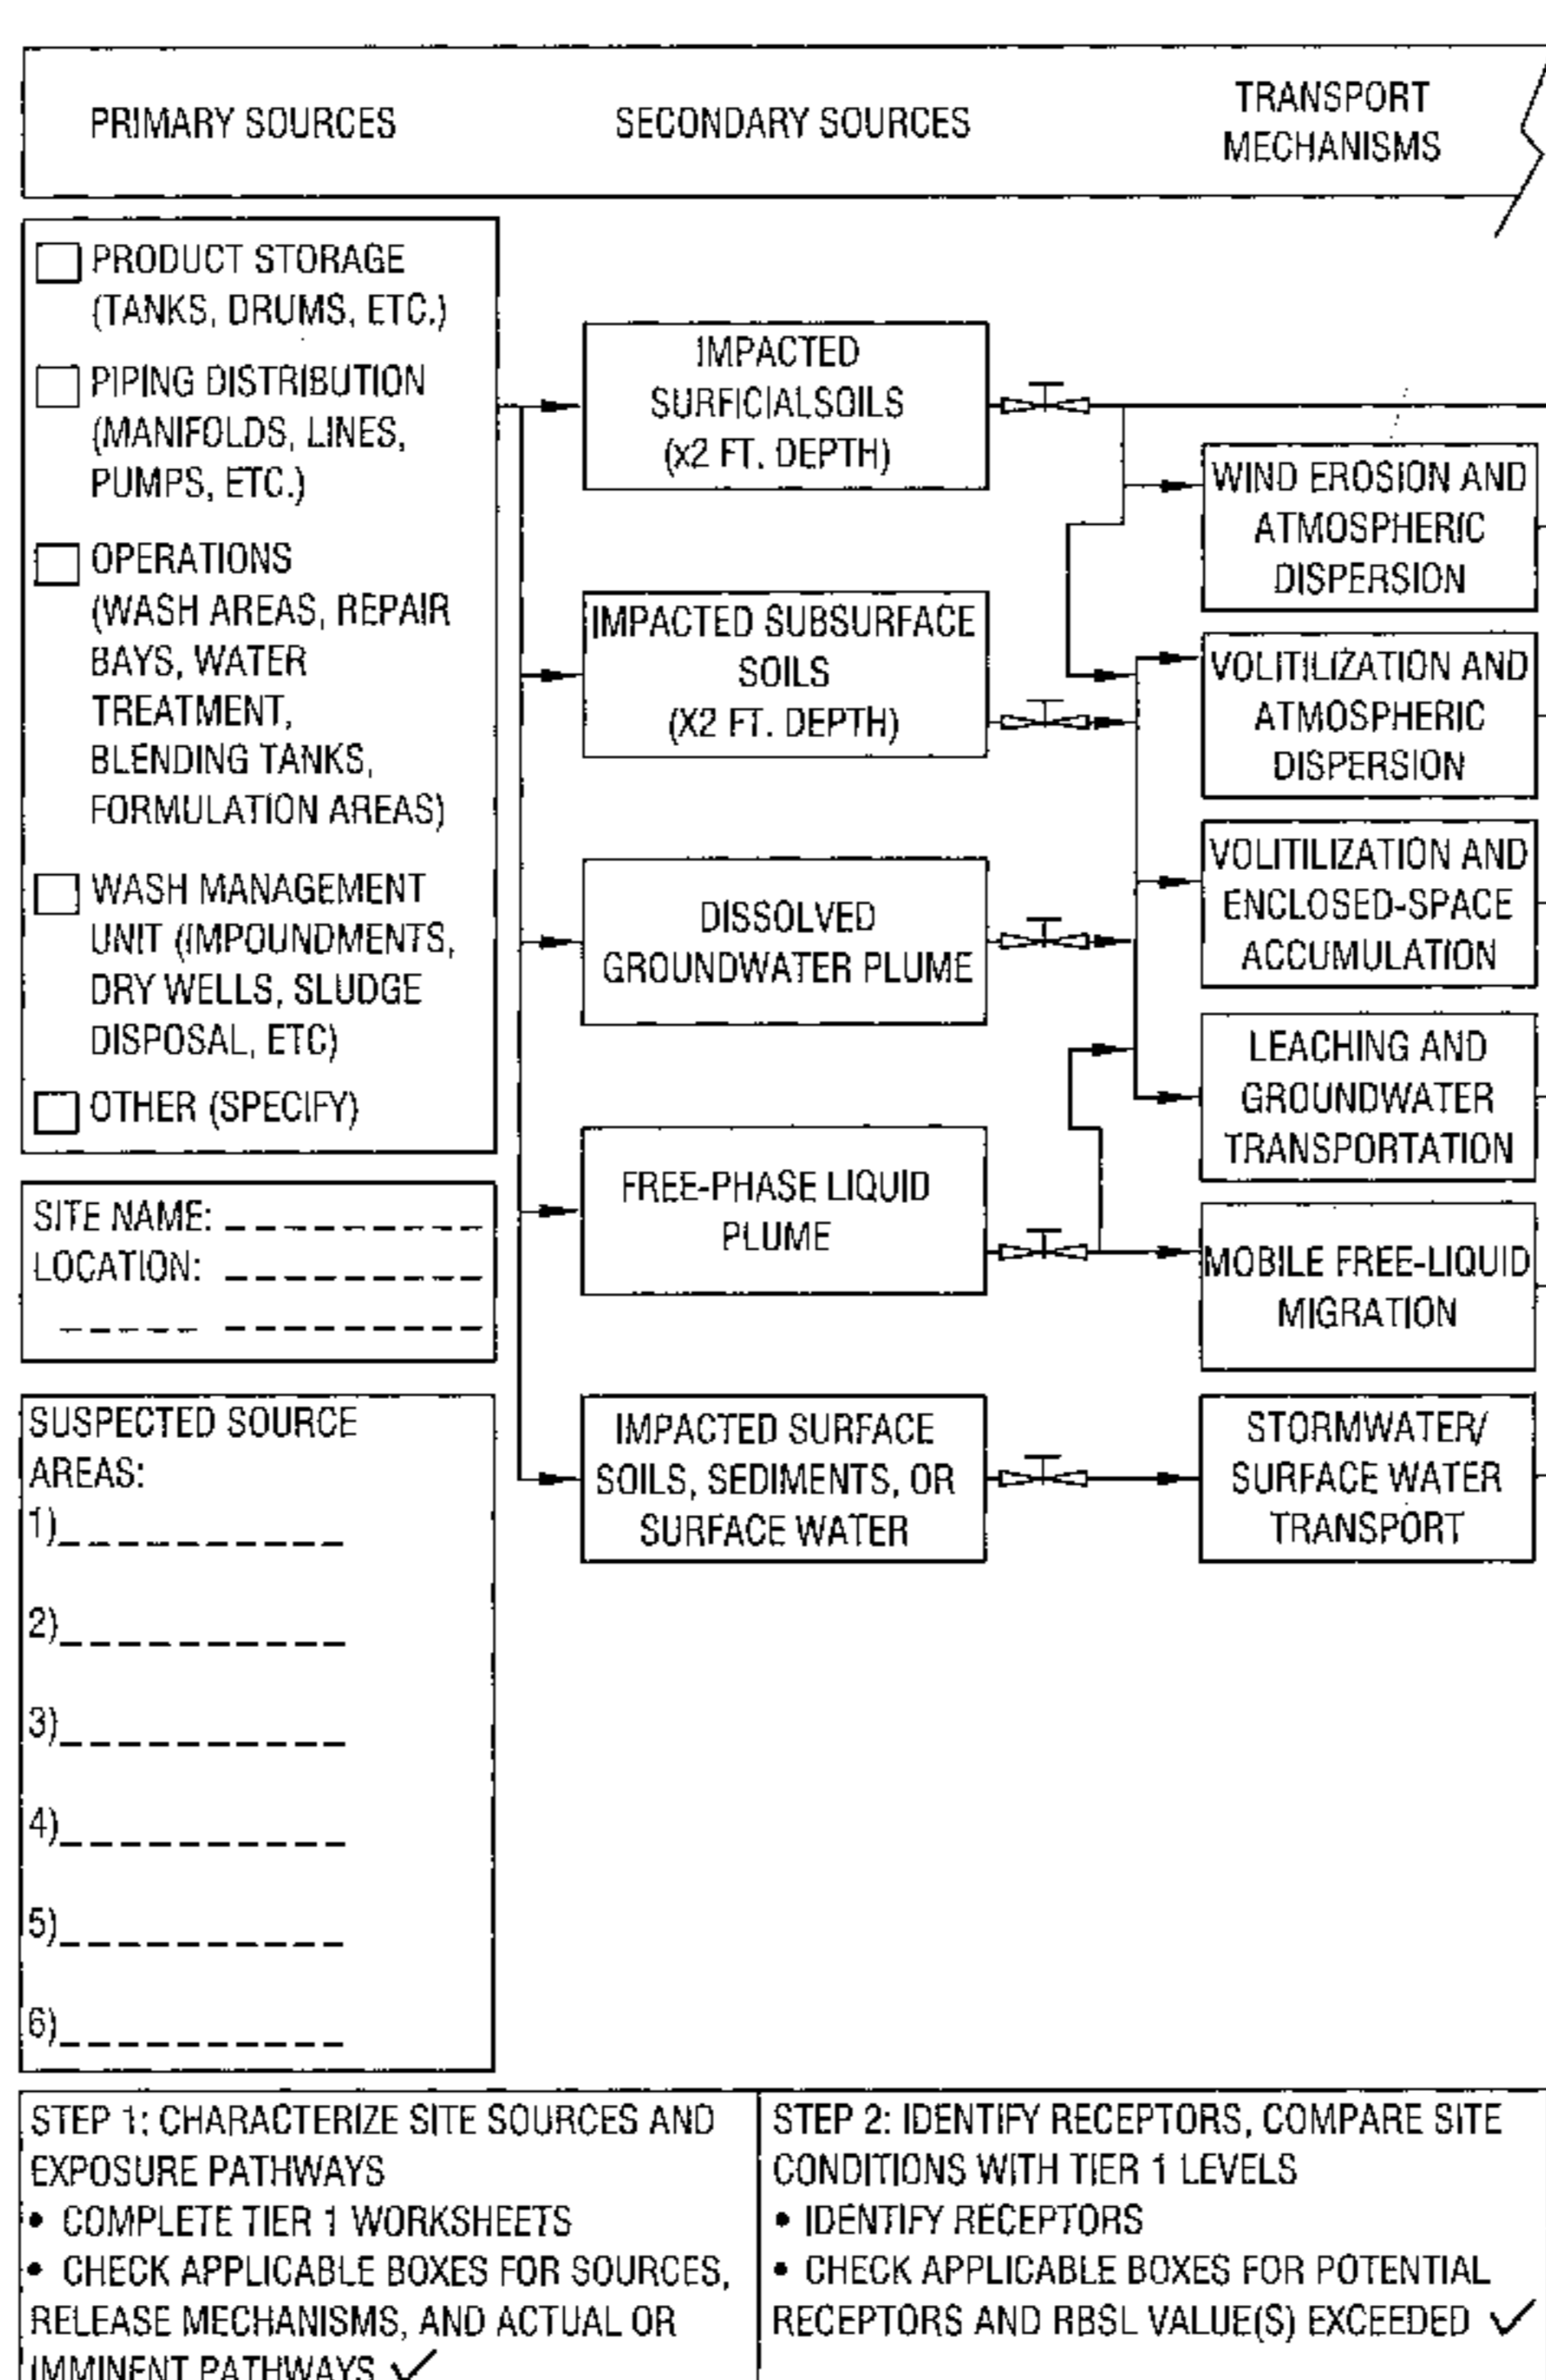 PRIMARY SOURCES
SECONDARY SOURCES
TRANSPORT
MECHANISMS
PRODUCT STORAGE
(TANKS, DRUMS, ETC.)
PIPING DISTRIBUTION
(MANIFOLDS, LINES,
PUMPS, ETC.)
OPERATIONS
(WASH AREAS, REPAIR
BAYS, WATER
TREATMENT,
BLENDING TANKS,
FORMULATION AREAS)
WASH MANAGEMENT
UNIT (IMPOUNDMENTS,
DRY WELLS, SLUDGE
DISPOSAL, ETC)
OTHER (SPECIFY)
SITE NAME:
LOCATION:
SUSPECTED SOURCE
AREAS:
1)
2)
3)
4)
5)
6)
IMPACTED
SURFICIALSOILS
(x2 FT. DEPTH)
IMPACTED SUBSURFACE
SOILS
(X2 FT. DEPTH)
DISSOLVED
GROUNDWATER PLUME
FREE-PHASE LIQUID
PLUME
IMPACTED SURFACE
SOILS, SEDIMENTS, OR
SURFACE WATER
WIND EROSION AND
ATMOSPHERIC
DISPERSION
VOLITILIZATION AND
ATMOSPHERIC
DISPERSION
VOLITILIZATION AND
ENCLOSED-SPACE
ACCUMULATION
LEACHING AND
GROUNDWATER
TRANSPORTATION
MOBILE FREE-LIQUID
MIGRATION
STORMWATER/
SURFACE WATER
TRANSPORT
STEP 1: CHARACTERIZE SITE SOURCES AND
EXPOSURE PATHWAYS
• COMPLETE TIER 1 WORKSHEETS
• CHECK APPLICABLE BOXES FOR SOURCES,
RELEASE MECHANISMS, AND ACTUAL OR
IMMINENT PATHWAYS ✓
STEP 2: IDENTIFY RECEPTORS, COMPARE SITE
CONDITIONS WITH TIER 1 LEVELS
• IDENTIFY RECEPTORS
• CHECK APPLICABLE BOXES FOR POTENTIAL
RECEPTORS AND RBSL VALUE(S) EXCEEDED ✓